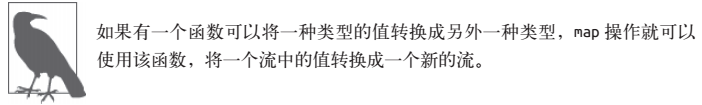 如果有一个函数可以将一种类型的值转换成另外一种类型，map 操作就可以
使用该函数，将一个流中的值转换成一个新的流。